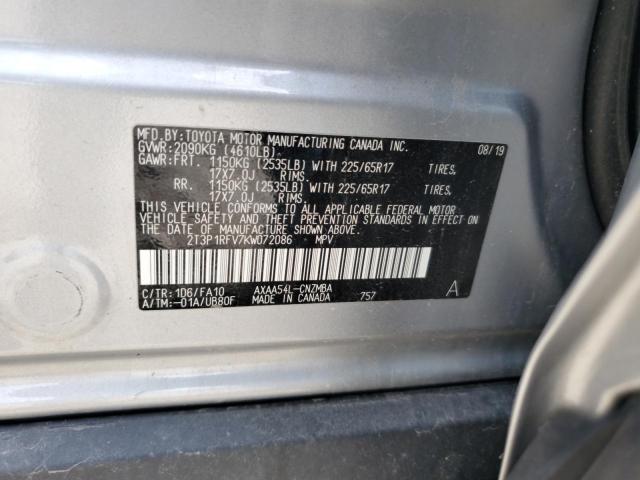 MFD. BY: TOYOTA MOTOR MANUFACTURING CANADA INC. 08/19
GVWR: 2090KG (4610LB)
GAWR: FRT. 1150KG (2535LB) WITH 225/65R17 TIRES,
17X7.0J RIMS.
RR. 1150KG (2535LB) WITH 225/65R17 TIRES,
17X7.0J RIMS.
THIS VEHICLE CONFORMS TO ALL APPLICABLE FEDERAL MOTOR
VEHICLE SAFETY AND THEFT PREVENTION STANDARDS IN EFFECT
ON THE DATE OF MANUFACTURE SHOWN ABOVE.
2T3P1RFV7KW072086 MPV
C/TR: 1D6/FA10 AXAA54L-CNZMBA
A/TM: -01A/UB80F MADE IN CANADA 757 A